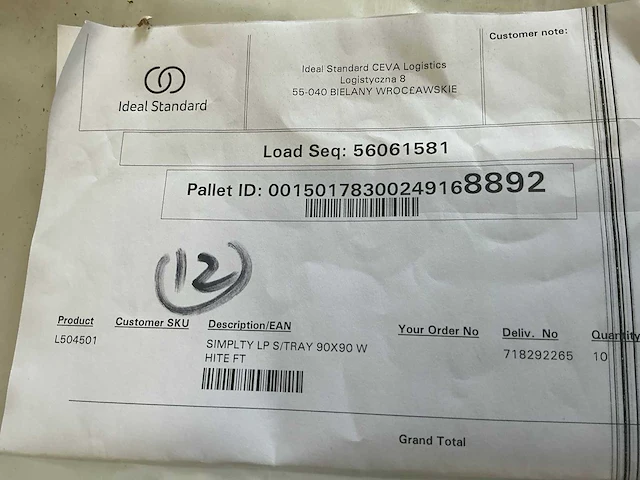 Ideal Standard
Ideal Standard CEVA Logistics
Logistyczna 8
55-040 BIELANY WROC£AWSKIE
Customer note:
Load Seq: 56061581
Pallet ID: 00150178300249168892
12
Product Customer SKU Description/EAN Your Order No Deliv. No Quantity
L504501 SIMPLTY LP S/TRAY 90X90 W 718292265 10
HITE FT
Grand Total